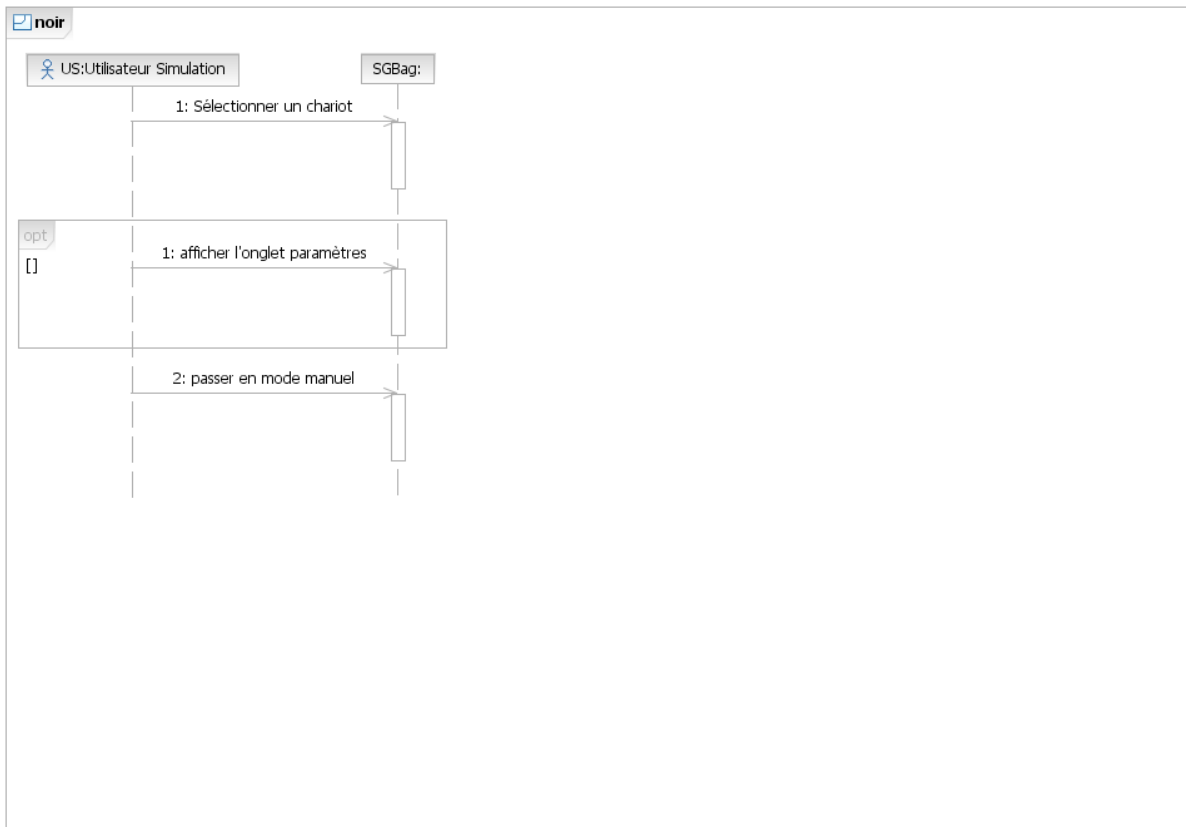 noir
US:Utilisateur Simulation
SGBag:
1: Sélectionner un chariot
opt
[]
1: afficher l'onglet paramètres
2: passer en mode manuel